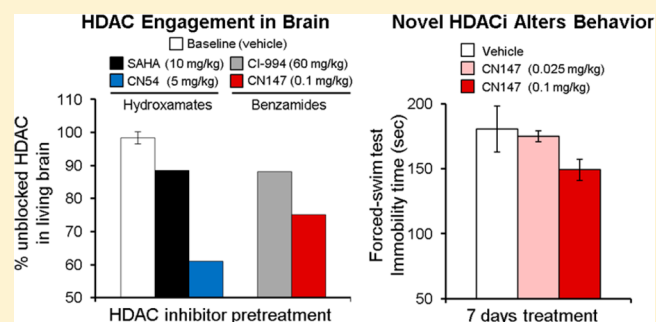 HDAC Engagement in Brain
Baseline (vehicle)
SAHA (10 mg/kg)
CI-994 (60 mg/kg)
CN54 (5 mg/kg)
CN147 (0.1 mg/kg)
Hydroxamates
Benzamides
% unblocked HDAC
in living brain
110
100
90
80
70
60
50
HDAC inhibitor pretreatment
Novel HDACi Alters Behavior
Vehicle
CN147 (0.025 mg/kg)
CN147 (0.1 mg/kg)
Forced-swim test
Immobility time (sec)
200
150
100
50
7 days treatment